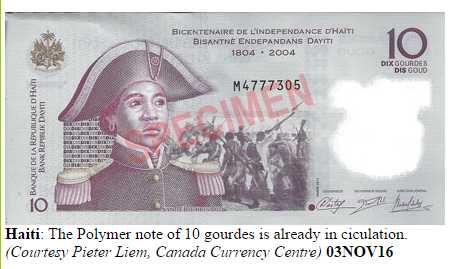 BICENTENAIRE DE L'INDEPENDANCE D'HAÏTI
BISANTNÈ ENDEPANDANS DAYITI
1804 • 2004
10
DIX GOURDES
DIS GOUD
M4777305
SPECIMEN
BANQUE DE LA RÉPUBLIQUE D'HAÏTI
BANK REPIBLIK DAYITI
10
Haiti: The Polymer note of 10 gourdes is already in ciculation.
(Courtesy Pieter Liem, Canada Currency Centre) 03NOV16